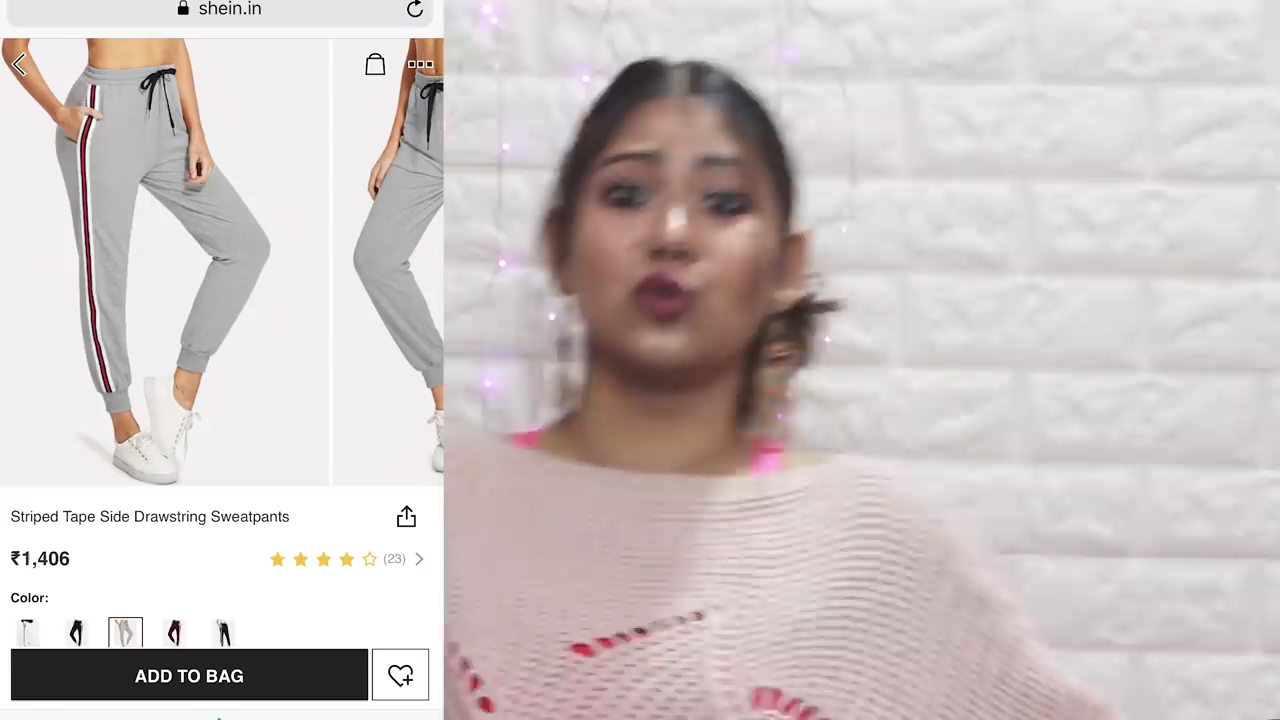 shein.in
Striped Tape Side Drawstring Sweatpants
₹1,406
(23)
Color:
ADD TO BAG